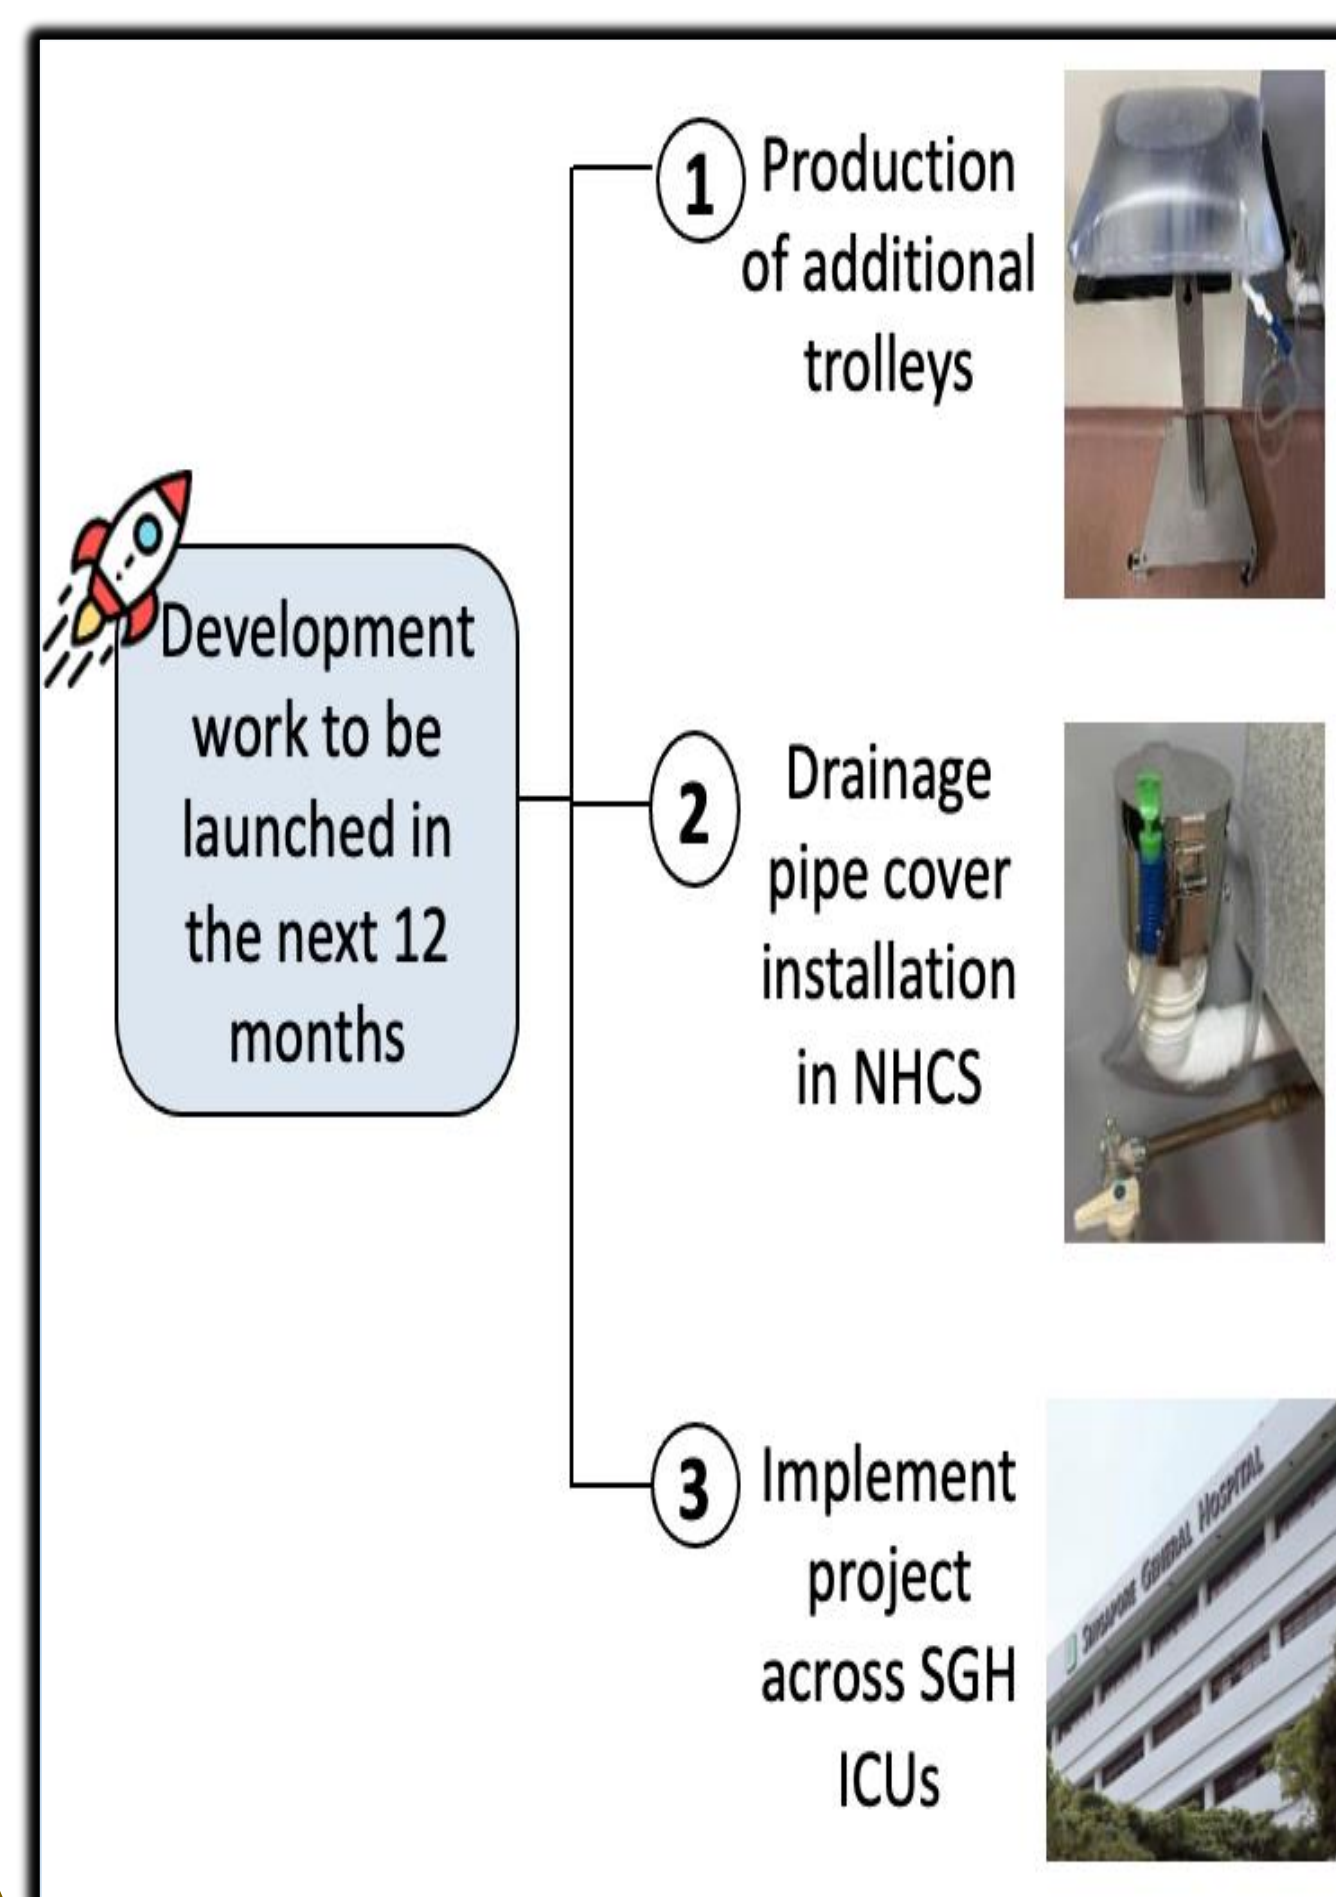 Development
work to be
launched in
the next 12
months
1
Production
of additional
trolleys
2
Drainage
pipe cover
installation
in NHCS
3
Implement
project
across SGH
ICUs
SINGAPORE GENERAL HOSPITAL